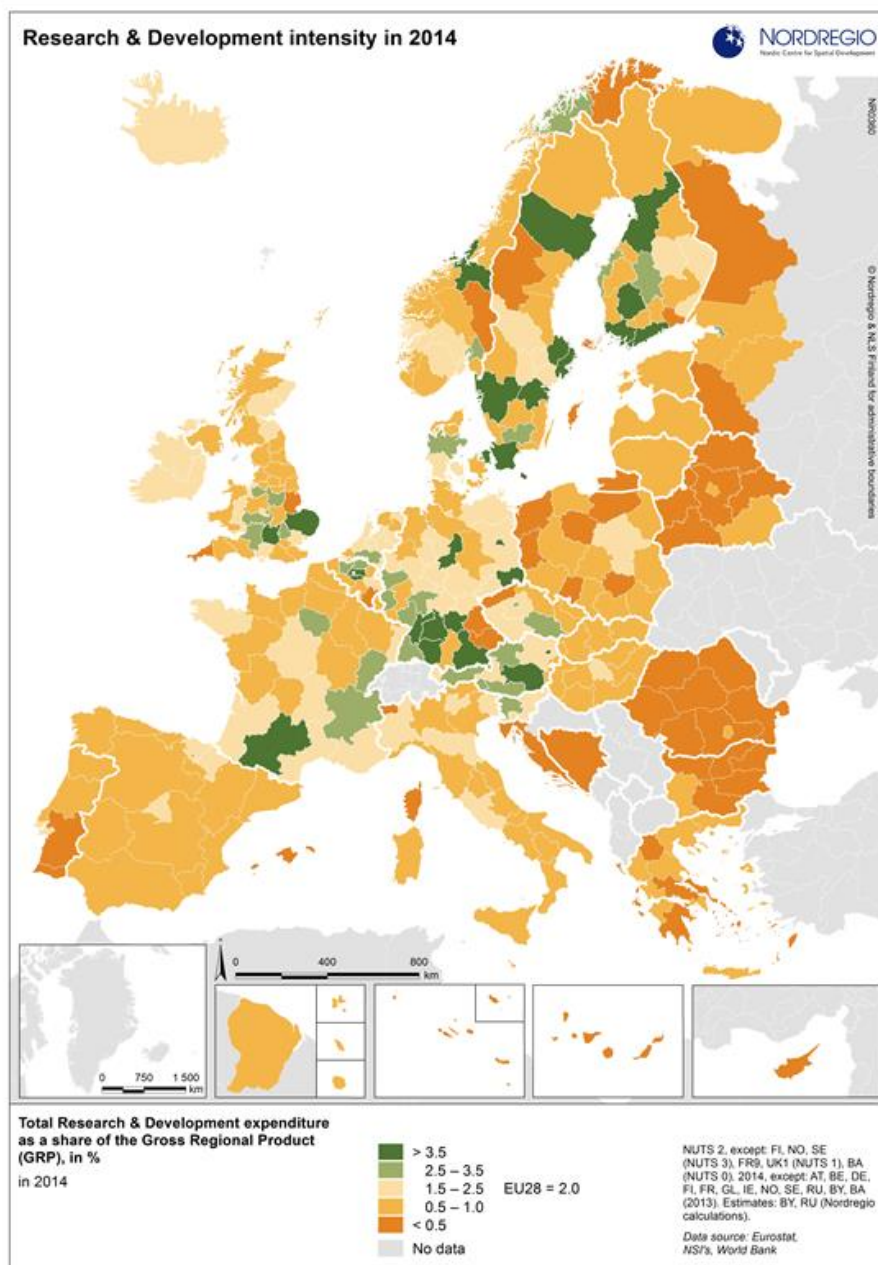 Research & Development intensity in 2014
NORDREGIO
Nordic Centre for Spatial Development
NR0360
© Nordregio & NLS Finland for administrative boundaries
0 400 800
km
0 750 1 500
km
Total Research & Development expenditure
as a share of the Gross Regional Product
(GRP), in %
in 2014
> 3.5
2.5 – 3.5
1.5 – 2.5 EU28 = 2.0
0.5 – 1.0
< 0.5
No data
NUTS 2, except: FI, NO, SE
(NUTS 3), FR9, UK1 (NUTS 1), BA
(NUTS 0). 2014, except: AT, BE, DE,
FI, FR, GL, IE, NO, SE, RU, BY, BA
(2013). Estimates: BY, RU (Nordregio
calculations).
Data source: Eurostat,
NSI's, World Bank